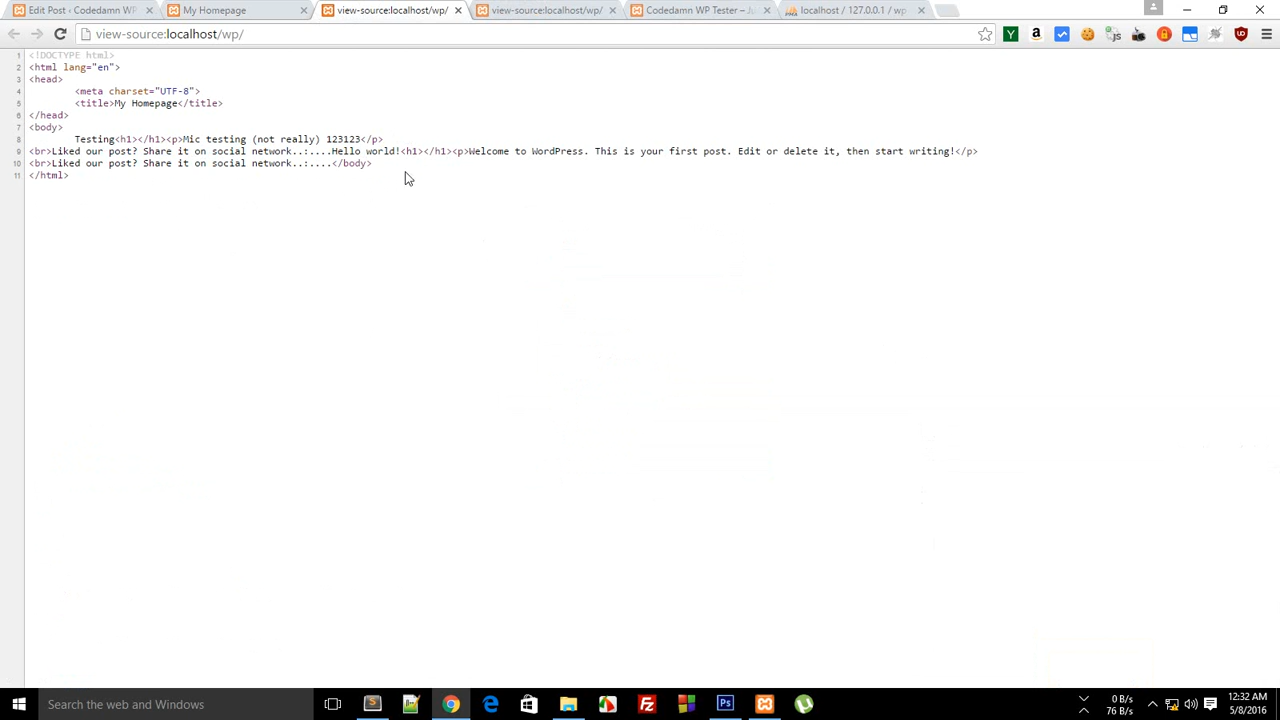 Edit Post ‹ Codedamn WP
My Homepage
view-source:localhost/wp/
view-source:localhost/wp/
Codedamn WP Tester –
localhost / 127.0.0.1 / wp
view-source:localhost/wp/
1 <!DOCTYPE html>
2 <html lang="en">
3 <head>
4 <meta charset="UTF-8">
5 <title>My Homepage</title>
6 </head>
7 <body>
8 Testing<h1></h1><p>Mic testing (not really) 123123</p>
9 <br>Liked our post? Share it on social network..:....Hello world!<h1></h1><p>Welcome to WordPress. This is your first post. Edit or delete it, then start writing!</p>
10 <br>Liked our post? Share it on social network..:....</body>
11 </html>
Search the web and Windows
0 B/s
76 B/s
12:32 AM
5/8/2016